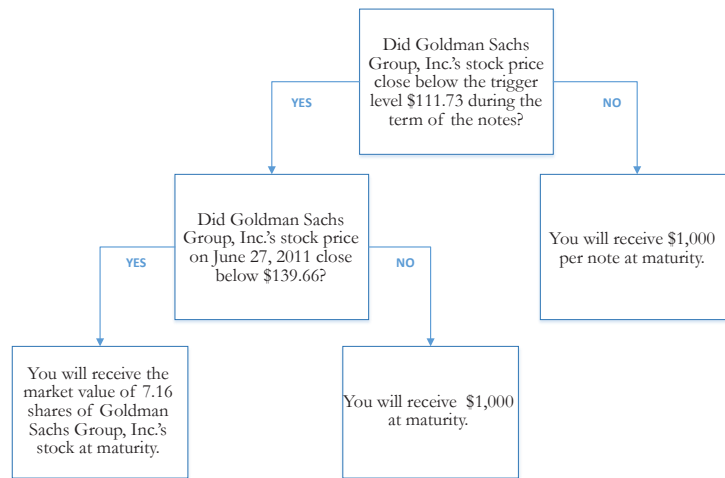 Did Goldman Sachs
Group, Inc.'s stock price
close below the trigger
level $111.73 during the
term of the notes?
YES
NO
Did Goldman Sachs
Group, Inc.'s stock price
on June 27, 2011 close
below $139.66?
You will receive $1,000
per note at maturity.
YES
NO
You will receive the
market value of 7.16
shares of Goldman
Sachs Group, Inc.'s
stock at maturity.
You will receive $1,000
at maturity.